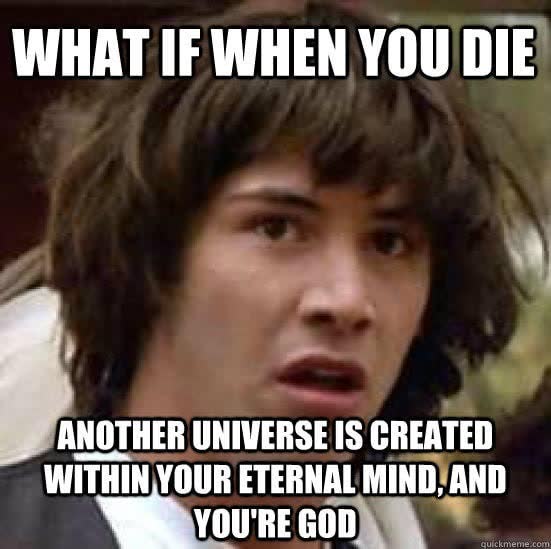 WHAT IF WHEN YOU DIE
ANOTHER UNIVERSE IS CREATED
WITHIN YOUR ETERNAL MIND, AND
YOU'RE GOD
quickmeme.com